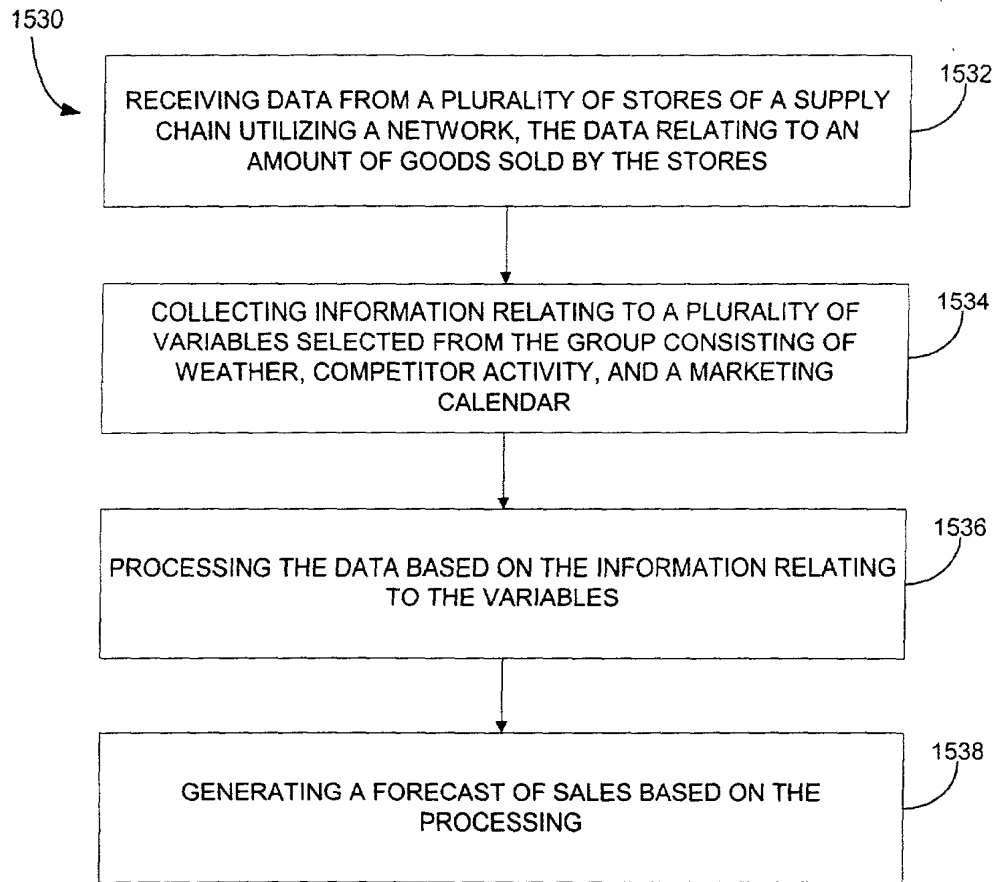 1530
1532
RECEIVING DATA FROM A PLURALITY OF STORES OF A SUPPLY
CHAIN UTILIZING A NETWORK, THE DATA RELATING TO AN
AMOUNT OF GOODS SOLD BY THE STORES
1534
COLLECTING INFORMATION RELATING TO A PLURALITY OF
VARIABLES SELECTED FROM THE GROUP CONSISTING OF
WEATHER, COMPETITOR ACTIVITY, AND A MARKETING
CALENDAR
1536
PROCESSING THE DATA BASED ON THE INFORMATION RELATING
TO THE VARIABLES
1538
GENERATING A FORECAST OF SALES BASED ON THE
PROCESSING